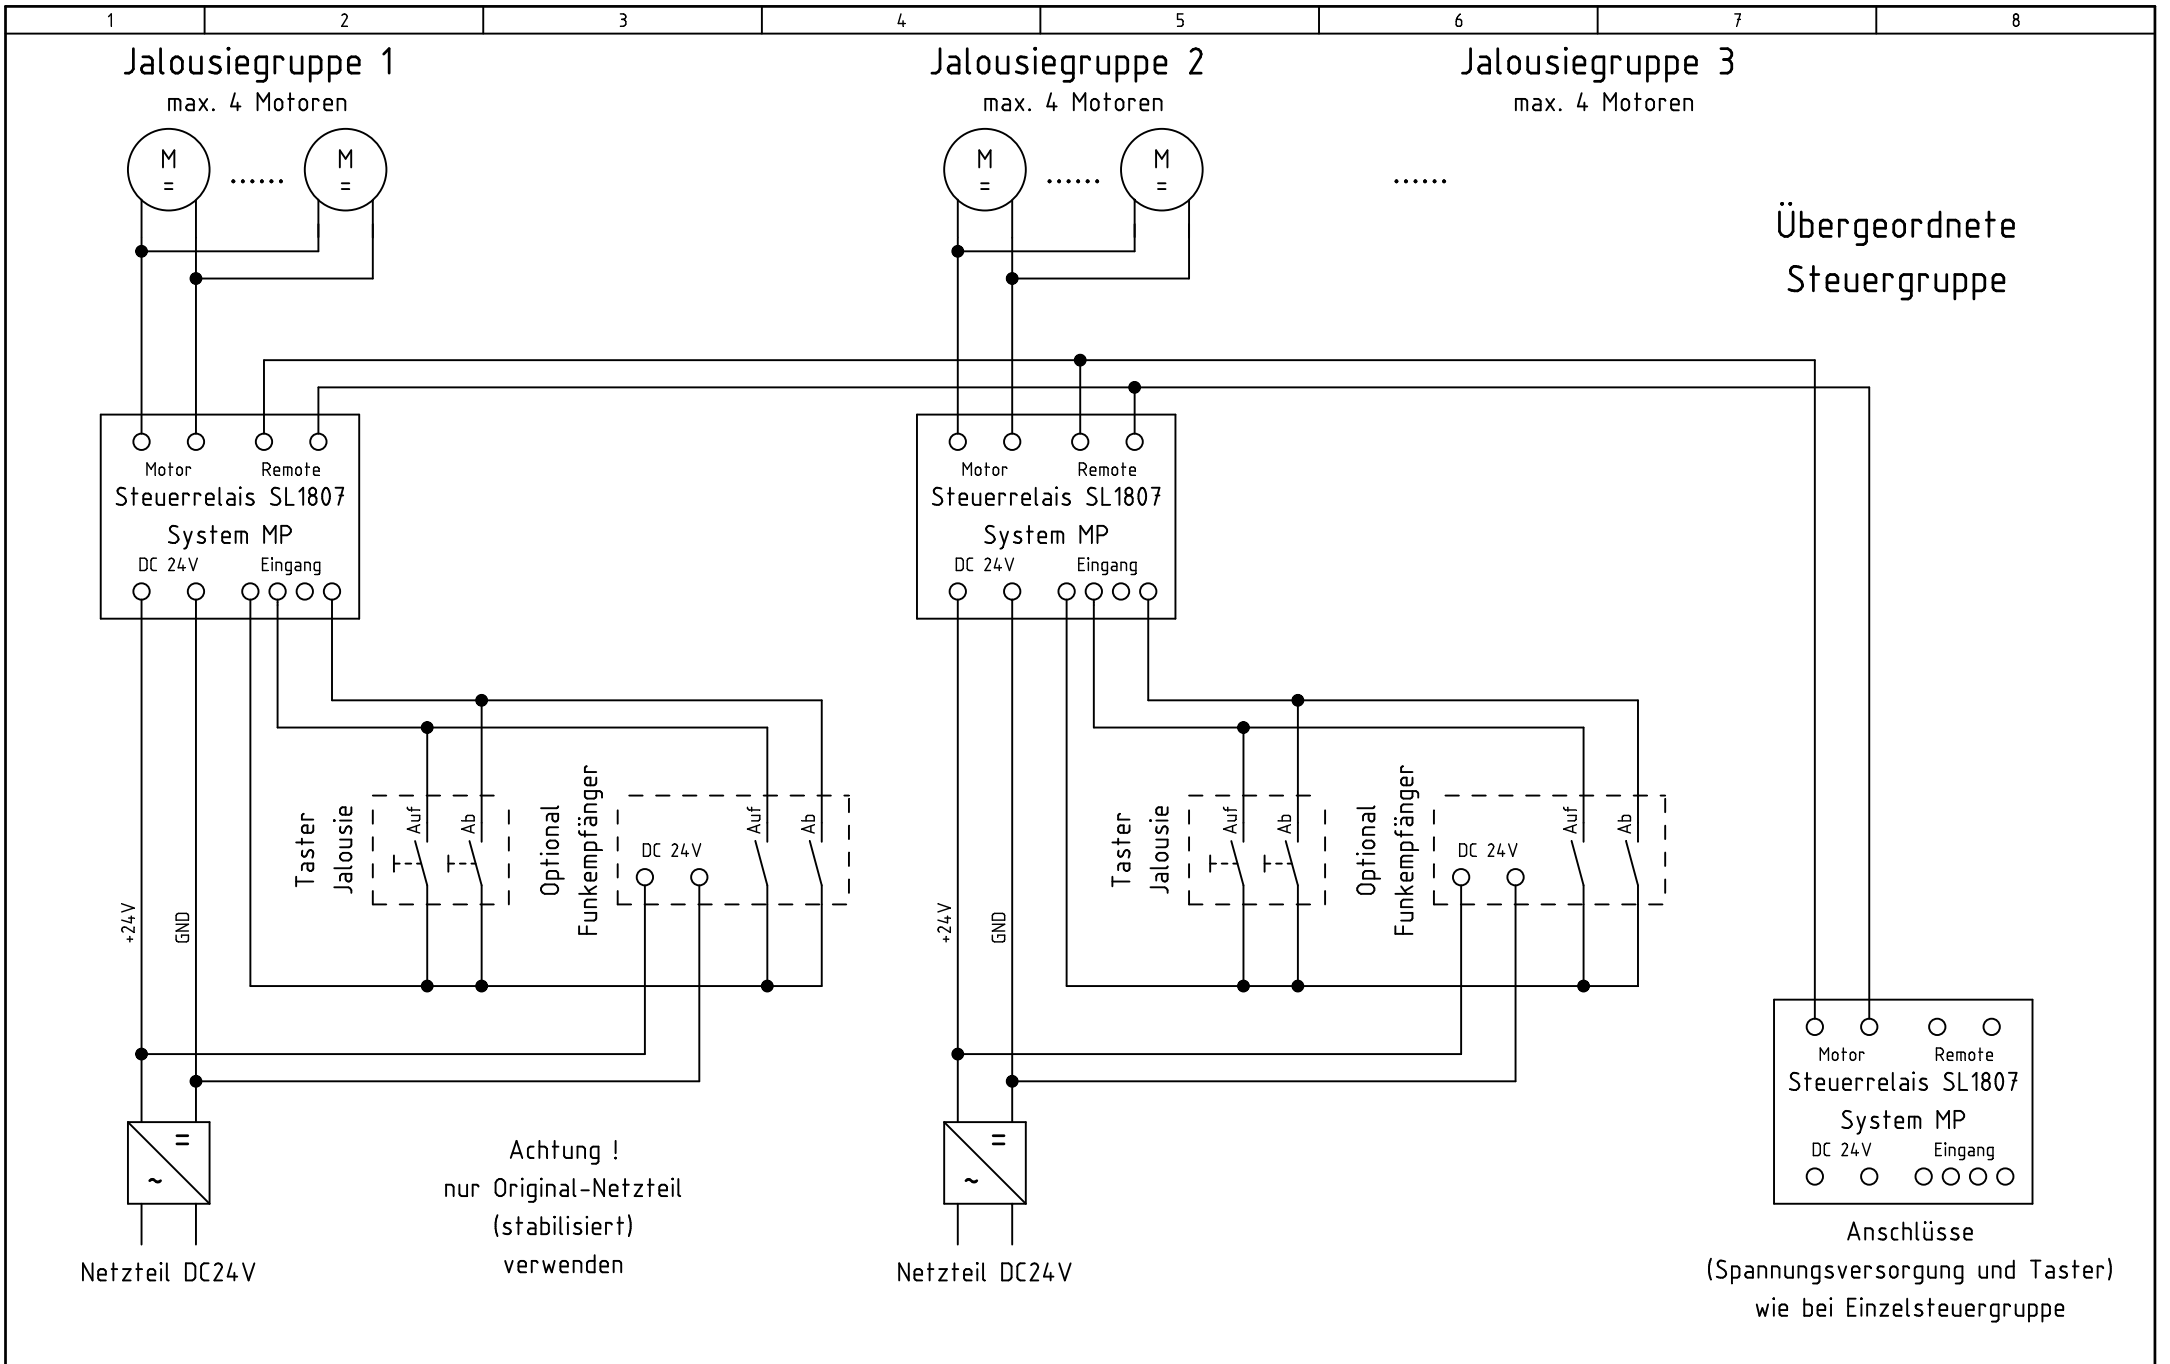 1 2 3 4 5 6 7 8
Jalousiegruppe 1
max. 4 Motoren
M
=
......
M
=
Jalousiegruppe 2
max. 4 Motoren
M
=
......
M
=
Jalousiegruppe 3
max. 4 Motoren
......
Übergeordnete
Steuergruppe
Motor Remote
Steuerrelais SL1807
System MP
DC 24V Eingang
Motor Remote
Steuerrelais SL1807
System MP
DC 24V Eingang
Taster
Jalousie
Auf
Ab
Optional
Funkempfänger
DC 24V
Auf
Ab
+24V
GND
Taster
Jalousie
Auf
Ab
Optional
Funkempfänger
DC 24V
Auf
Ab
+24V
GND
=
~
Netzteil DC24V
Achtung !
nur Original-Netzteil
(stabilisiert)
verwenden
=
~
Netzteil DC24V
Motor Remote
Steuerrelais SL1807
System MP
DC 24V Eingang
Anschlüsse
(Spannungsversorgung und Taster)
wie bei Einzelsteuergruppe